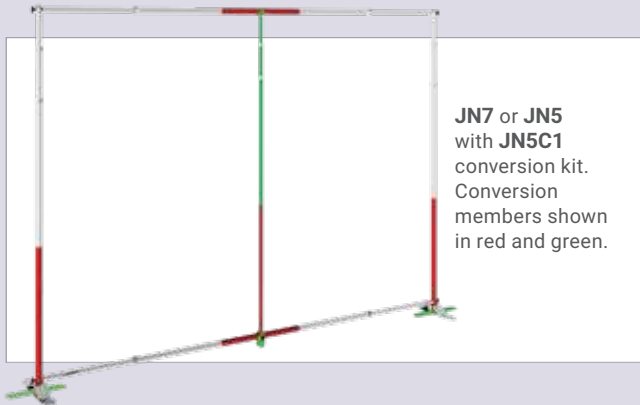 JN7 or JN5
with JN5C1
conversion kit.
Conversion
members shown
in red and green.